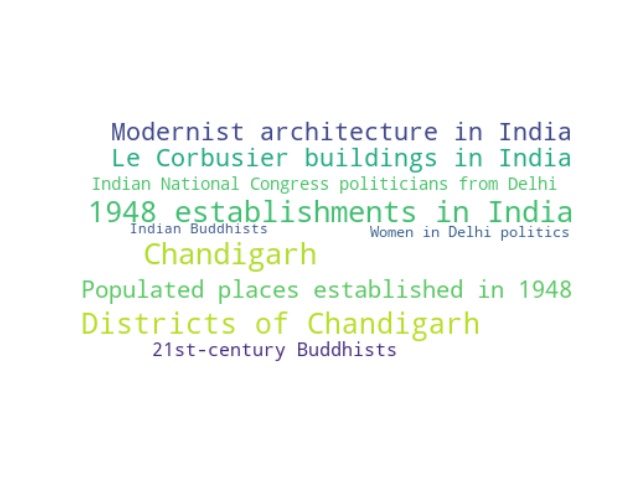 Modernist architecture in India
Le Corbusier buildings in India
Indian National Congress politicians from Delhi
1948 establishments in India
Indian Buddhists
Women in Delhi politics
Chandigarh
Populated places established in 1948
Districts of Chandigarh
21st-century Buddhists